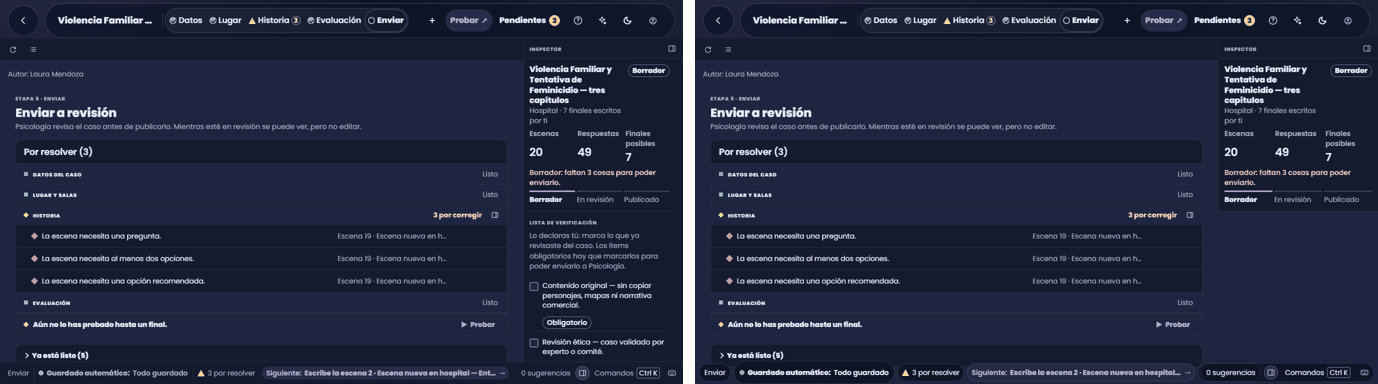 Violencia Familiar ...
Datos
Lugar
Historia 3
Evaluación
Enviar
+
Probar ↗
Pendientes 3
INSPECTOR
Autor: Laura Mendoza
ETAPA 5 · ENVIAR
Enviar a revisión
Psicología revisa el caso antes de publicarlo. Mientras esté en revisión se puede ver, pero no editar.
Por resolver (3)
DATOS DEL CASO Listo
LUGAR Y SALAS Listo
HISTORIA 3 por corregir
La escena necesita una pregunta. Escena 19 · Escena nueva en h...
La escena necesita al menos dos opciones. Escena 19 · Escena nueva en h...
La escena necesita una opción recomendada. Escena 19 · Escena nueva en h...
EVALUACIÓN Listo
Aún no lo has probado hasta un final. Probar
Ya está listo (5)
Violencia Familiar y
Tentativa de
Feminicidio — tres
capítulos
Borrador
Hospital · 7 finales escritos
por ti
Escenas Respuestas Finales
posibles
20 49 7
Borrador: faltan 3 cosas para poder
enviarlo.
Borrador En revisión Publicado
LISTA DE VERIFICACIÓN
Lo declaras tú: marca lo que ya
revisaste del caso. Los ítems
obligatorios hay que marcarlos para
poder enviarlo a Psicología.
Contenido original — sin copiar
personajes, mapas ni narrativa
comercial.
Obligatorio
Revisión ética — caso validado por
experto o comité.
Enviar
Guardado automático: Todo guardado
3 por resolver
Siguiente: Escribe la escena 2 · Escena nueva en hospital — Ent... →
0 sugerencias
Comandos Ctrl K
Violencia Familiar ...
Datos
Lugar
Historia 3
Evaluación
Enviar
+
Probar ↗
Pendientes 3
INSPECTOR
Autor: Laura Mendoza
ETAPA 5 · ENVIAR
Enviar a revisión
Psicología revisa el caso antes de publicarlo. Mientras esté en revisión se puede ver, pero no editar.
Por resolver (3)
DATOS DEL CASO Listo
LUGAR Y SALAS Listo
HISTORIA 3 por corregir
La escena necesita una pregunta. Escena 19 · Escena nueva en h...
La escena necesita al menos dos opciones. Escena 19 · Escena nueva en h...
La escena necesita una opción recomendada. Escena 19 · Escena nueva en h...
EVALUACIÓN Listo
Aún no lo has probado hasta un final. Probar
Ya está listo (5)
Violencia Familiar y
Tentativa de
Feminicidio — tres
capítulos
Borrador
Hospital · 7 finales escritos
por ti
Escenas Respuestas Finales
posibles
20 49 7
Borrador: faltan 3 cosas para poder
enviarlo.
Borrador En revisión Publicado
Enviar
Guardado automático: Todo guardado
3 por resolver
Siguiente: Escribe la escena 2 · Escena nueva en hospital... →
0 sugerencias
Comandos Ctrl K